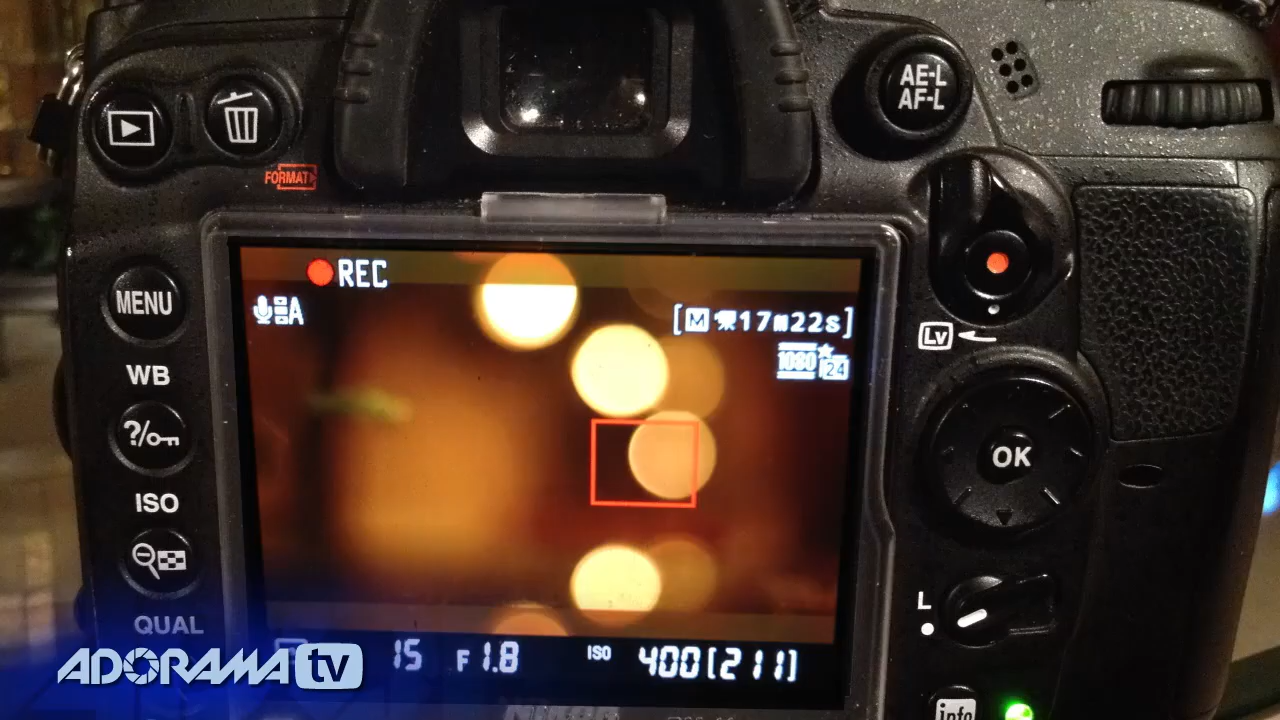 AE-L
AF-L
FORMAT
REC
MENU
A
[M 17m22s]
1080 ★ 24
Lv
WB
?
OK
ISO
L
QUAL
15 F1.8 ISO 400[211]
ADORAMA tv
info